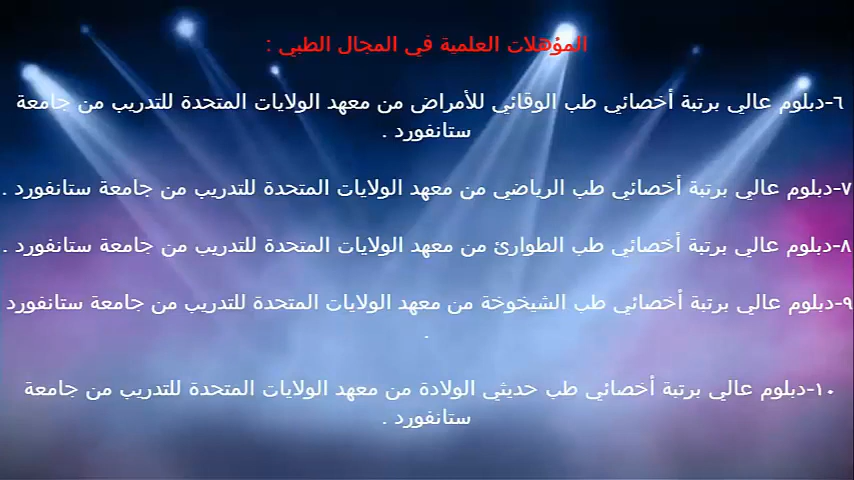 المؤهلات العلمية في المجال الطبي :
٦-دبلوم عالي برتبة أخصائي طب الوقائي للأمراض من معهد الولايات المتحدة للتدريب من جامعة
ستانفورد .
٧-دبلوم عالي برتبة أخصائي طب الرياضي من معهد الولايات المتحدة للتدريب من جامعة ستانفورد .
٨-دبلوم عالي برتبة أخصائي طب الطوارئ من معهد الولايات المتحدة للتدريب من جامعة ستانفورد .
٩-دبلوم عالي برتبة أخصائي طب الشيخوخة من معهد الولايات المتحدة للتدريب من جامعة ستانفورد
.
١٠-دبلوم عالي برتبة أخصائي طب حديثي الولادة من معهد الولايات المتحدة للتدريب من جامعة
ستانفورد .